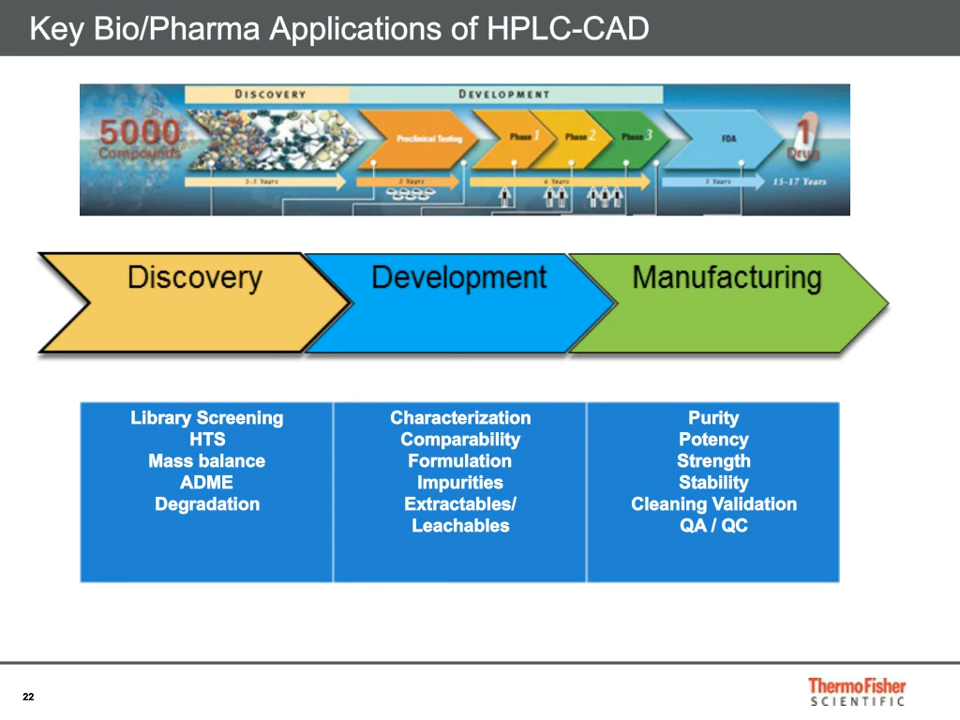 Key Bio/Pharma Applications of HPLC-CAD
DISCOVERY
DEVELOPMENT
5000
Compounds
Preclinical Testing
Phase 1
Phase 2
Phase 3
FDA
1
Drug
6 Years
15-17 Years
Discovery
Development
Manufacturing
Library Screening
HTS
Mass balance
ADME
Degradation
Characterization
Comparability
Formulation
Impurities
Extractables/
Leachables
Purity
Potency
Strength
Stability
Cleaning Validation
QA / QC
22
ThermoFisher
SCIENTIFIC